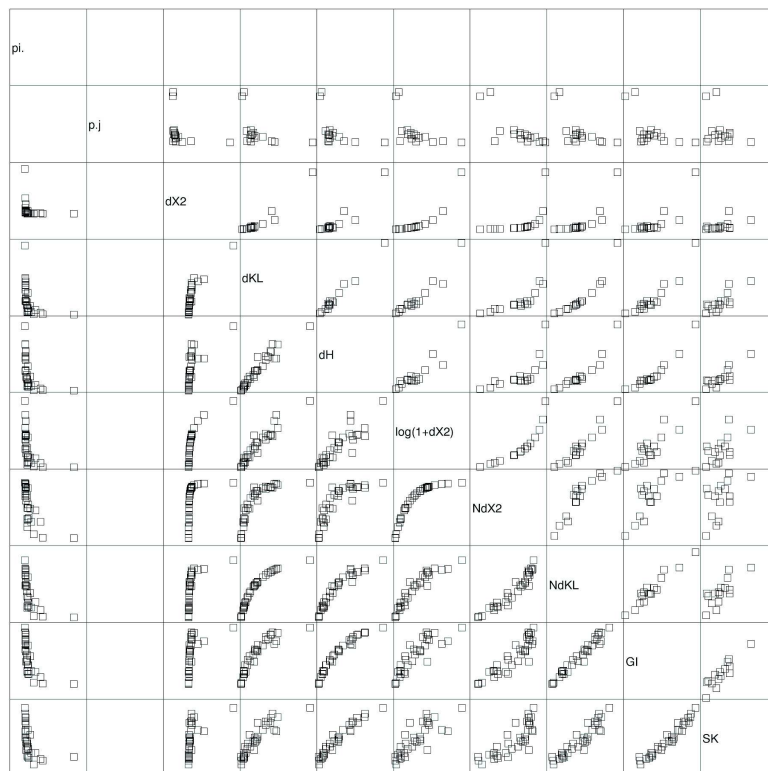 pi.
p.j
dX2
dKL
dH
log(1+dX2)
NdX2
NdKL
GI
SK